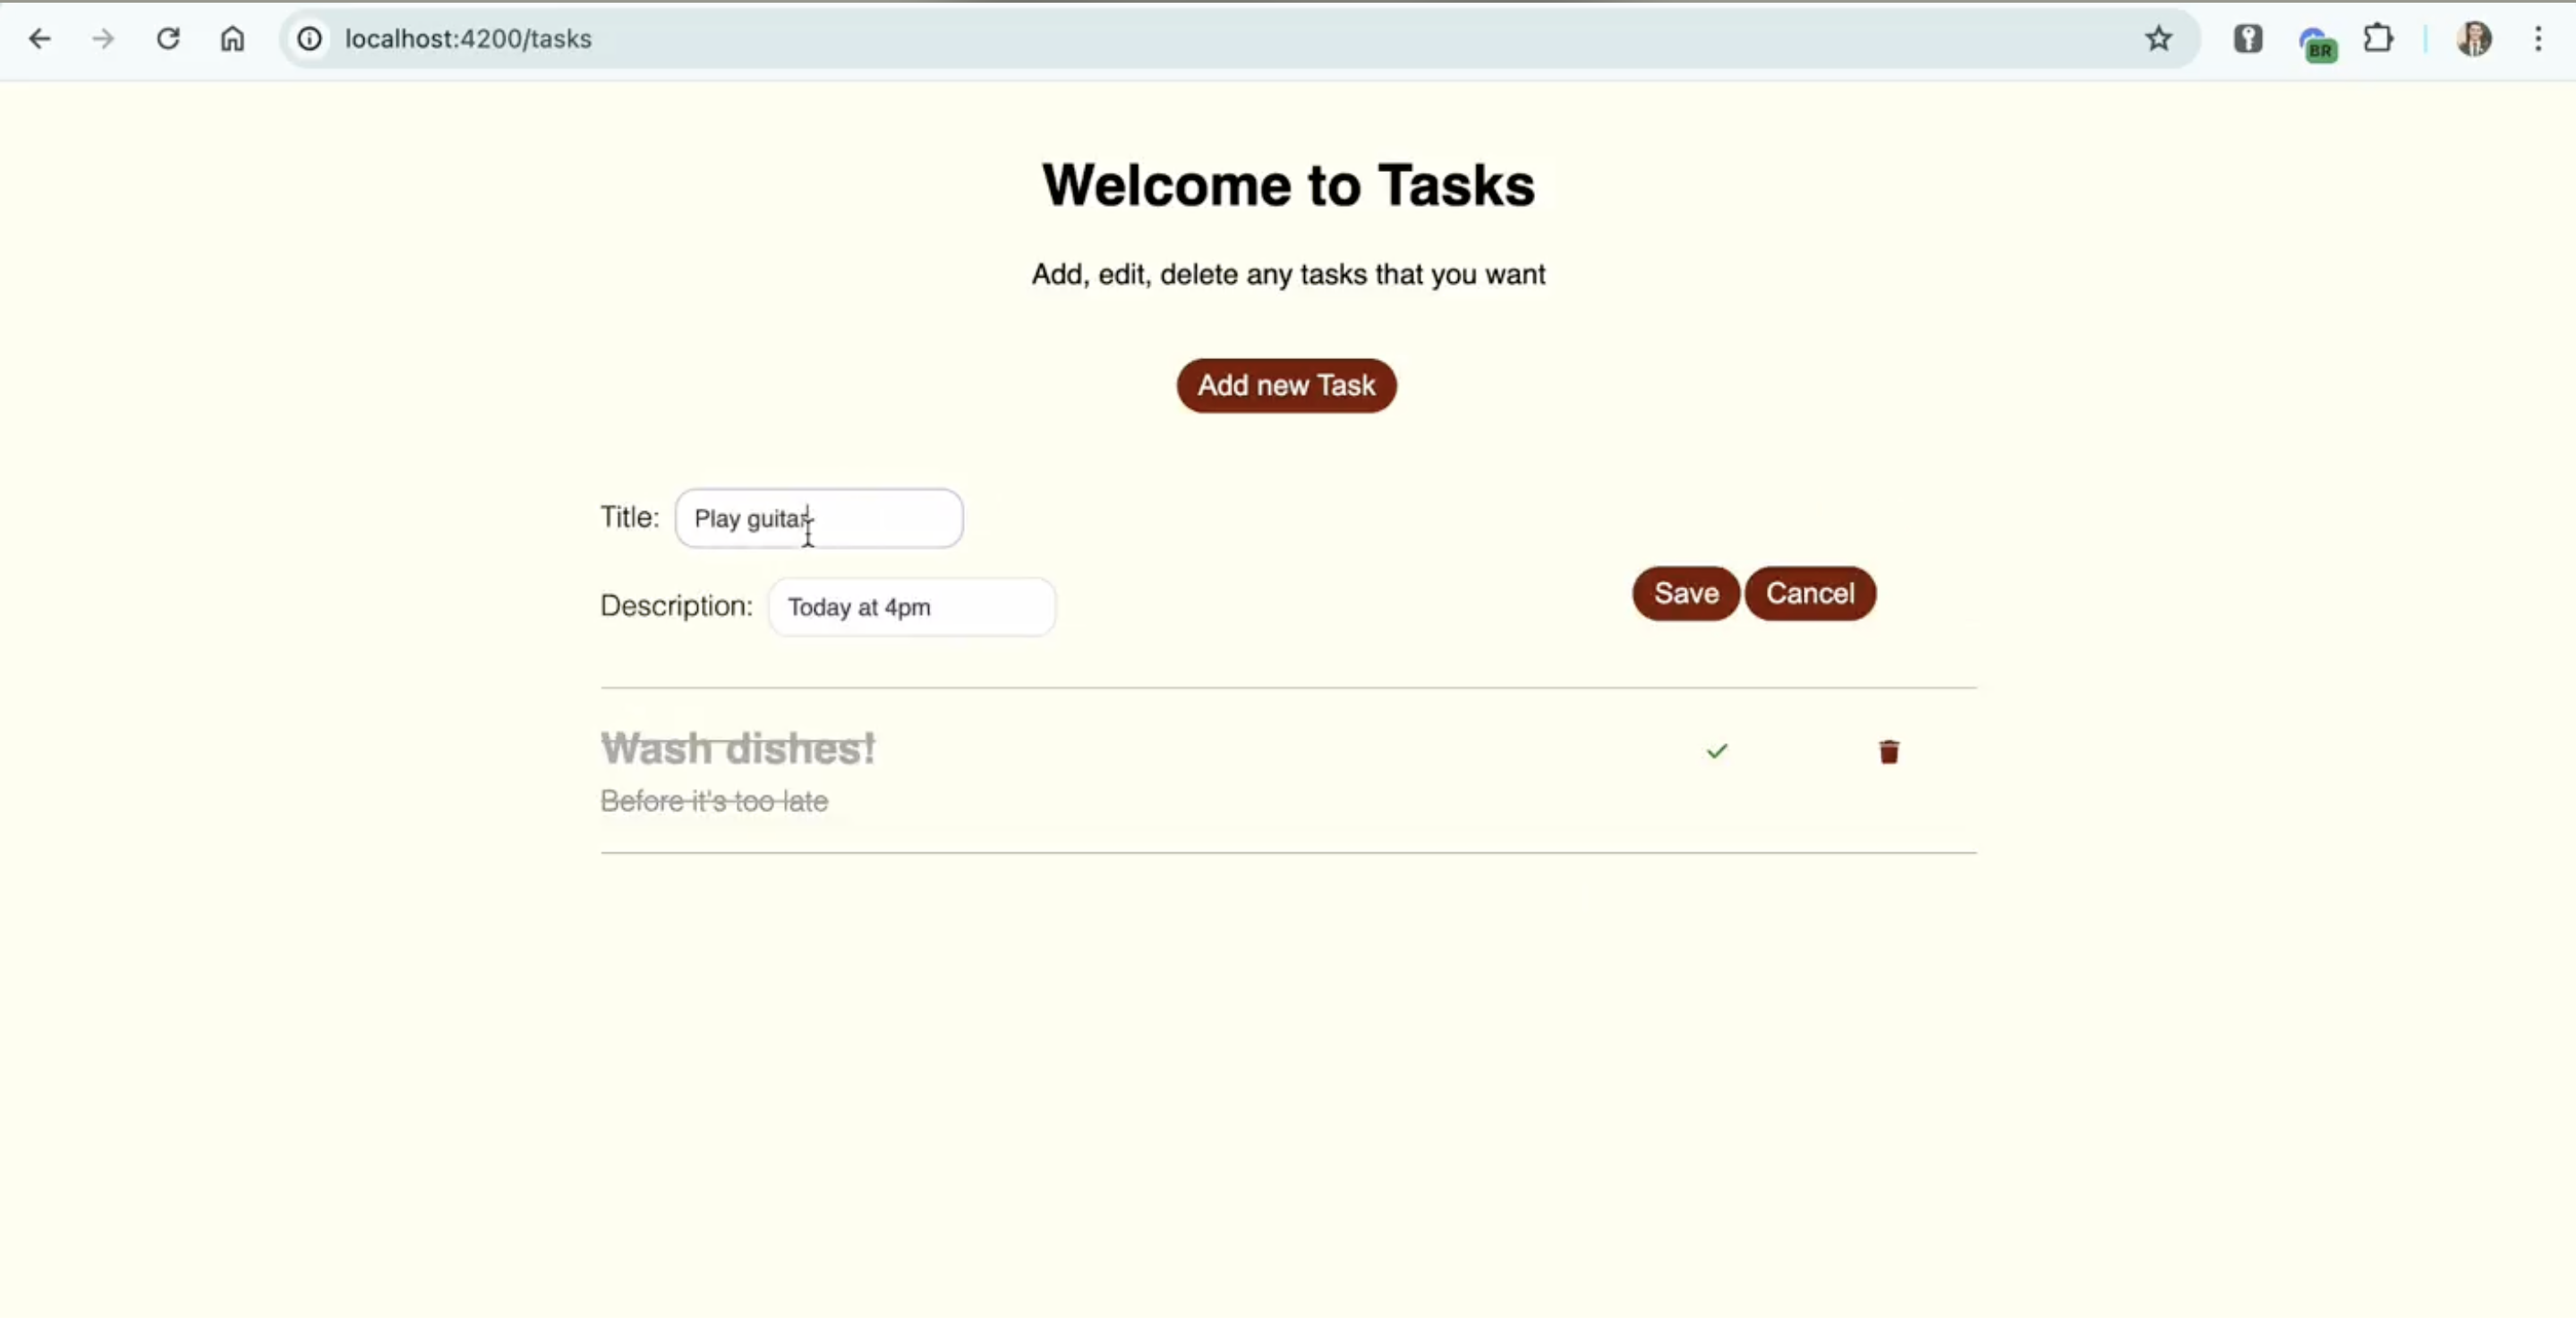 localhost:4200/tasks
BR
Welcome to Tasks
Add, edit, delete any tasks that you want
Add new Task
Title: Play guitar
Description: Today at 4pm
Save Cancel
Wash dishes!
Before it's too late